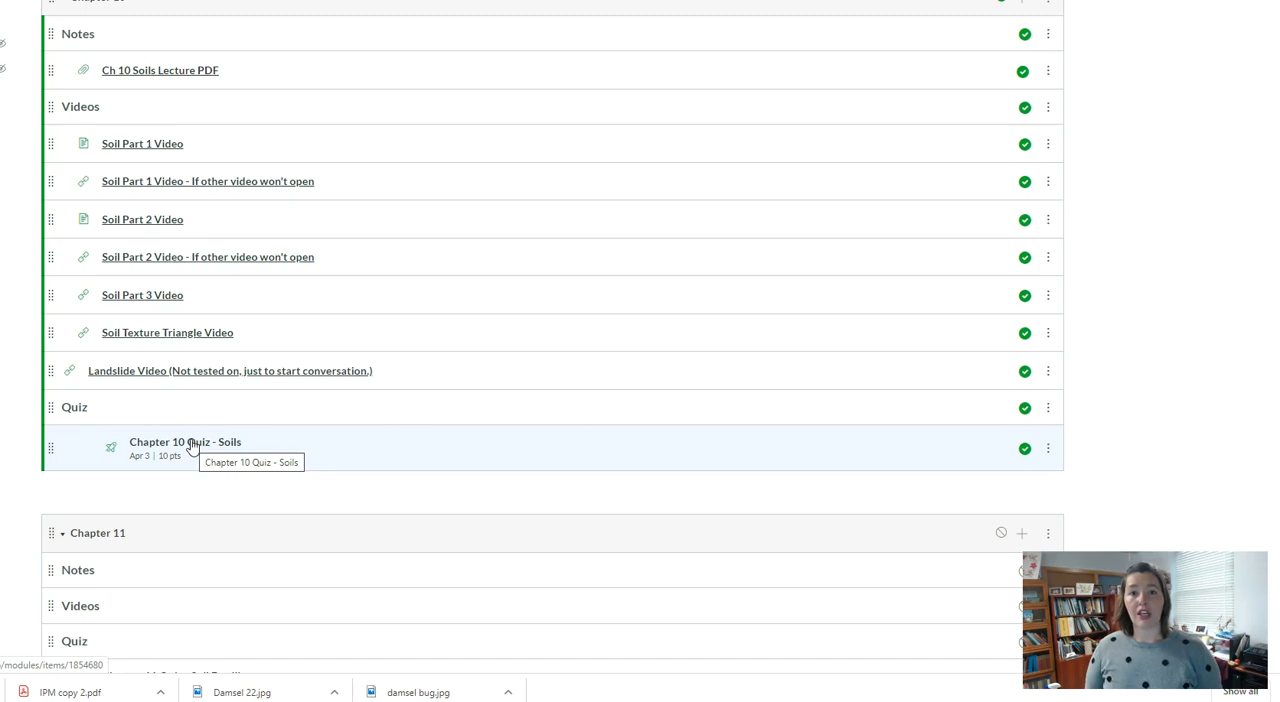 Notes
Ch 10 Soils Lecture PDF
Videos
Soil Part 1 Video
Soil Part 1 Video - If other video won't open
Soil Part 2 Video
Soil Part 2 Video - If other video won't open
Soil Part 3 Video
Soil Texture Triangle Video
Landslide Video (Not tested on, just to start conversation.)
Quiz
Chapter 10 Quiz - Soils
Apr 3 | 10 pts
Chapter 10 Quiz - Soils
Chapter 11
Notes
Videos
Quiz
/modules/items/1854680
IPM copy 2.pdf
Damsel 22.jpg
damsel bug.jpg
Show all